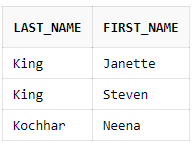 LAST_NAME FIRST_NAME
King Janette
King Steven
Kochhar Neena